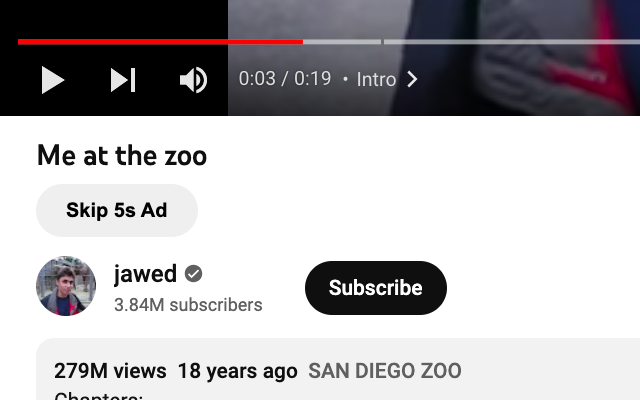 0:03 / 0:19 • Intro
Me at the zoo
Skip 5s Ad
jawed
3.84M subscribers
Subscribe
279M views 18 years ago SAN DIEGO ZOO
Chapters: